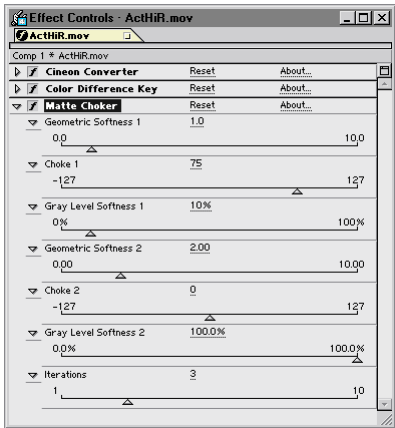 Effect Controls · ActHiR.mov
ActHiR.mov
Comp 1 * ActHiR.mov
Cineon Converter Reset About...
Color Difference Key Reset About...
Matte Choker Reset About...
Geometric Softness 1 1.0
0.0 10.0
Choke 1 75
-127 127
Gray Level Softness 1 10%
0% 100%
Geometric Softness 2 2.00
0.00 10.00
Choke 2 0
-127 127
Gray Level Softness 2 100.0%
0.0% 100.0%
Iterations 3
1 10